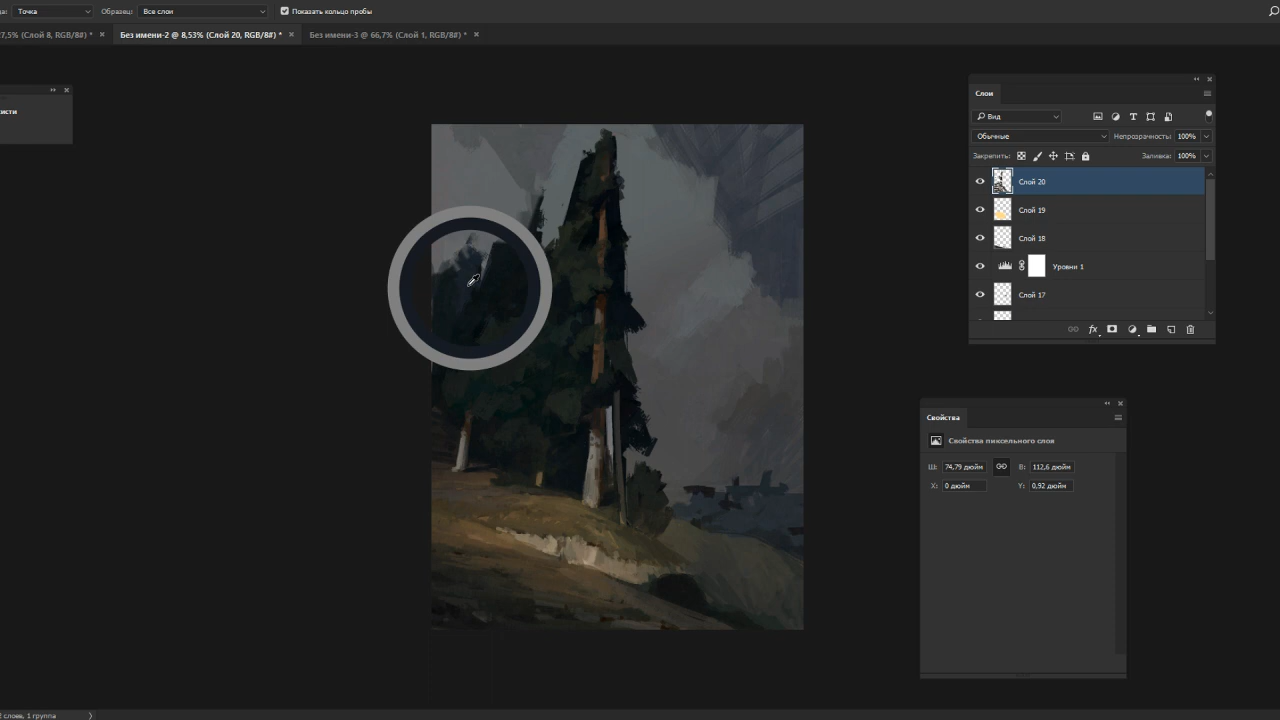 Точка Образец: Все слои Показать кольцо пробы
7,5% (Слой 8, RGB/8#) * Без имени-2 @ 8,53% (Слой 20, RGB/8#) * Без имени-3 @ 66,7% (Слой 1, RGB/8#) *
исти
Слои
Вид
Обычные Непрозрачность: 100%
Закрепить: Заливка: 100%
Слой 20
Слой 19
Слой 18
Уровни 1
Слой 17
fx
Свойства
Свойства пиксельного слоя
Ш: 74,79 дюйм В: 112,6 дюйм
X: 0 дюйм Y: 0,92 дюйм
слоев, 1 группа